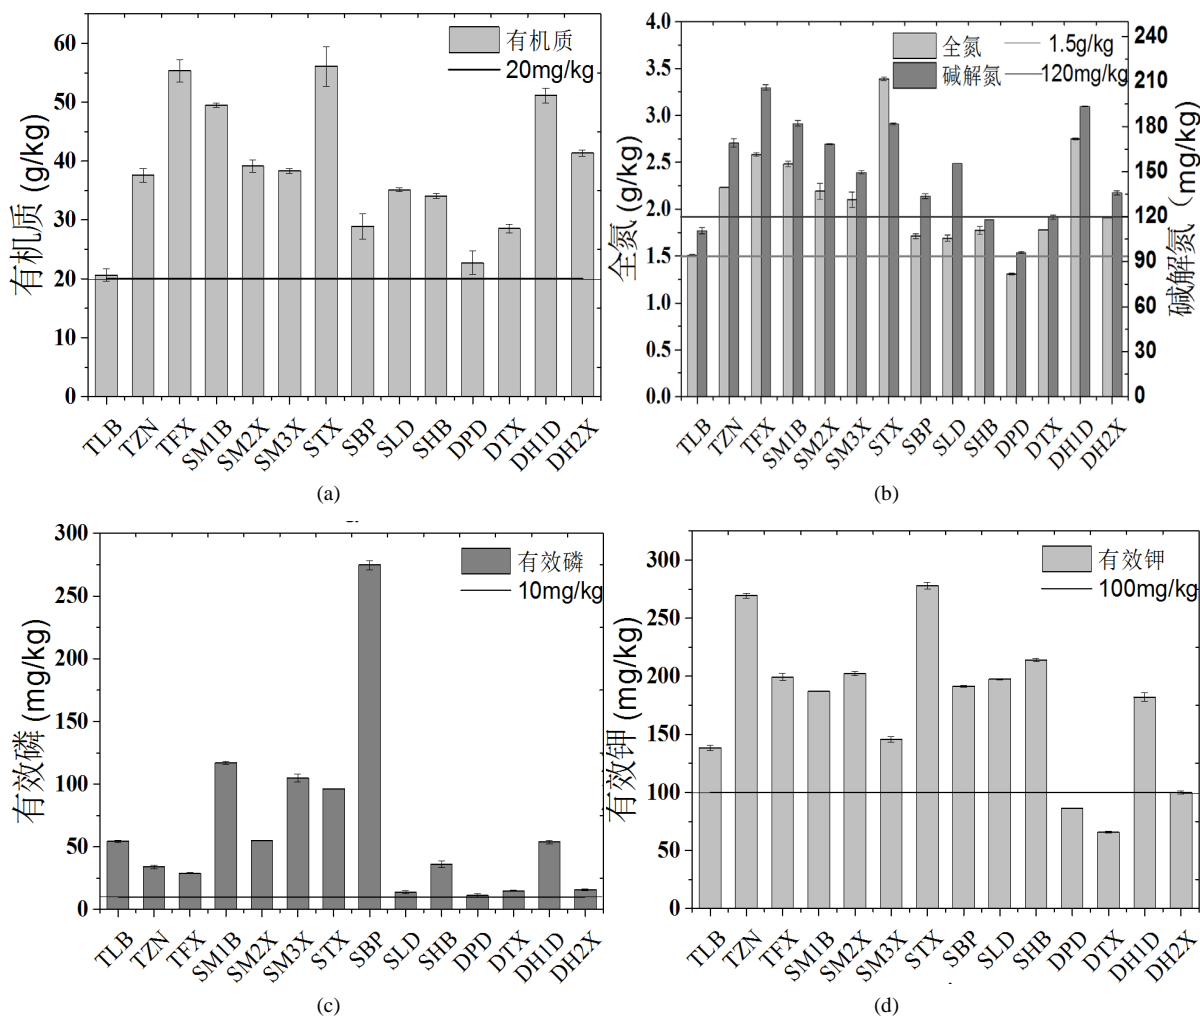 有机质
20mg/kg
有机质 (g/kg)
60
50
40
30
20
10
0
TLB
TZN
TFX
SM1B
SM2X
SM3X
STX
SBP
SLD
SHB
DPD
DTX
DH1D
DH2X
(a)
全氮
1.5g/kg
碱解氮
120mg/kg
全氮 (g/kg)
4.0
3.5
3.0
2.5
2.0
1.5
1.0
0.5
0.0
碱解氮（mg/kg)
240
210
180
150
120
90
60
30
0
TLB
TZN
TFX
SM1B
SM2X
SM3X
STX
SBP
SLD
SHB
DPD
DTX
DH1D
DH2X
(b)
有效磷
10mg/kg
有效磷 (mg/kg)
300
250
200
150
100
50
0
TLB
TZN
TFX
SM1B
SM2X
SM3X
STX
SBP
SLD
SHB
DPD
DTX
DH1D
DH2X
(c)
有效钾
100mg/kg
有效钾 (mg/kg)
300
250
200
150
100
50
0
TLB
TZN
TFX
SM1B
SM2X
SM3X
STX
SBP
SLD
SHB
DPD
DTX
DH1D
DH2X
(d)